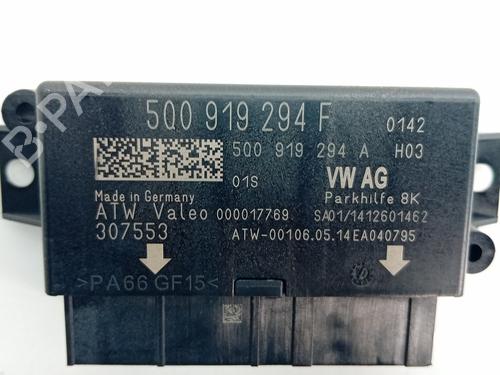 5Q0 919 294 F 0142
5Q0 919 294 A H03
01S VW AG
Made in Germany Parkhilfe 8K
ATW Valeo 000017769 SA01/1412601462
307553 ATW-00106.05.14EA040795
>PA66 GF15<
B-PARTS